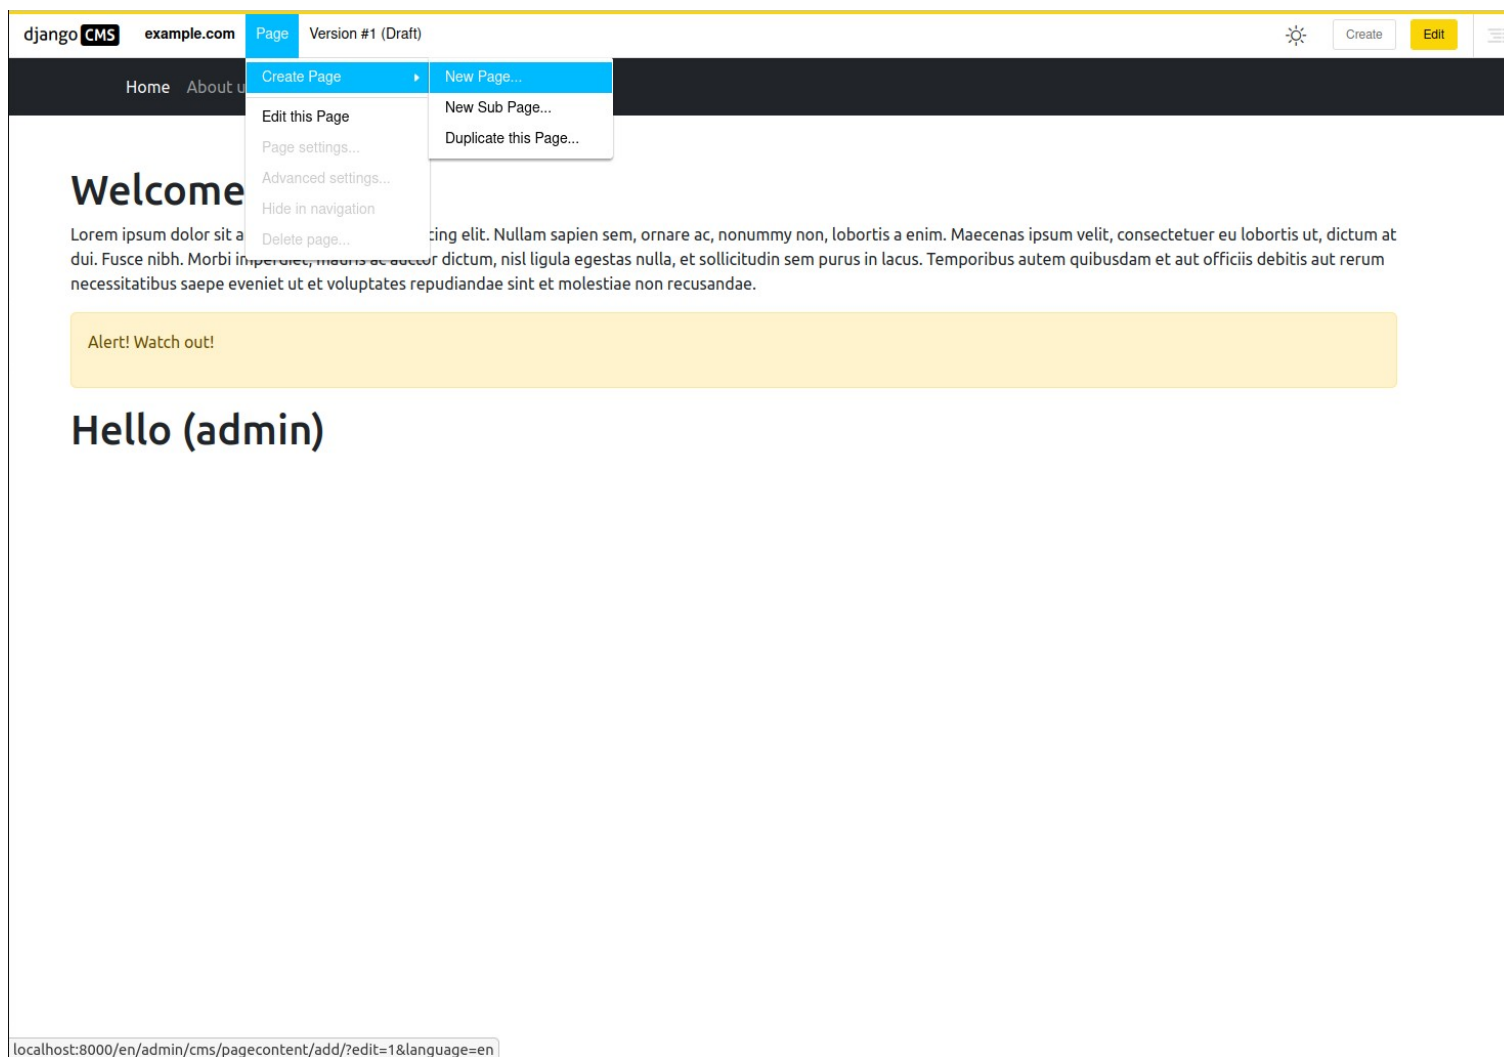 django CMS example.com Page Version #1 (Draft) Create Edit
Home About u
Create Page
New Page...
New Sub Page...
Duplicate this Page...
Edit this Page
Page settings...
Advanced settings...
Hide in navigation
Delete page...
Welcome
Lorem ipsum dolor sit a cing elit. Nullam sapien sem, ornare ac, nonummy non, lobortis a enim. Maecenas ipsum velit, consectetuer eu lobortis ut, dictum at
dui. Fusce nibh. Morbi imperdiet, mauris ac auctor dictum, nisl ligula egestas nulla, et sollicitudin sem purus in lacus. Temporibus autem quibusdam et aut officiis debitis aut rerum
necessitatibus saepe eveniet ut et voluptates repudiandae sint et molestiae non recusandae.
Alert! Watch out!
Hello (admin)
localhost:8000/en/admin/cms/pagecontent/add/?edit=1&language=en